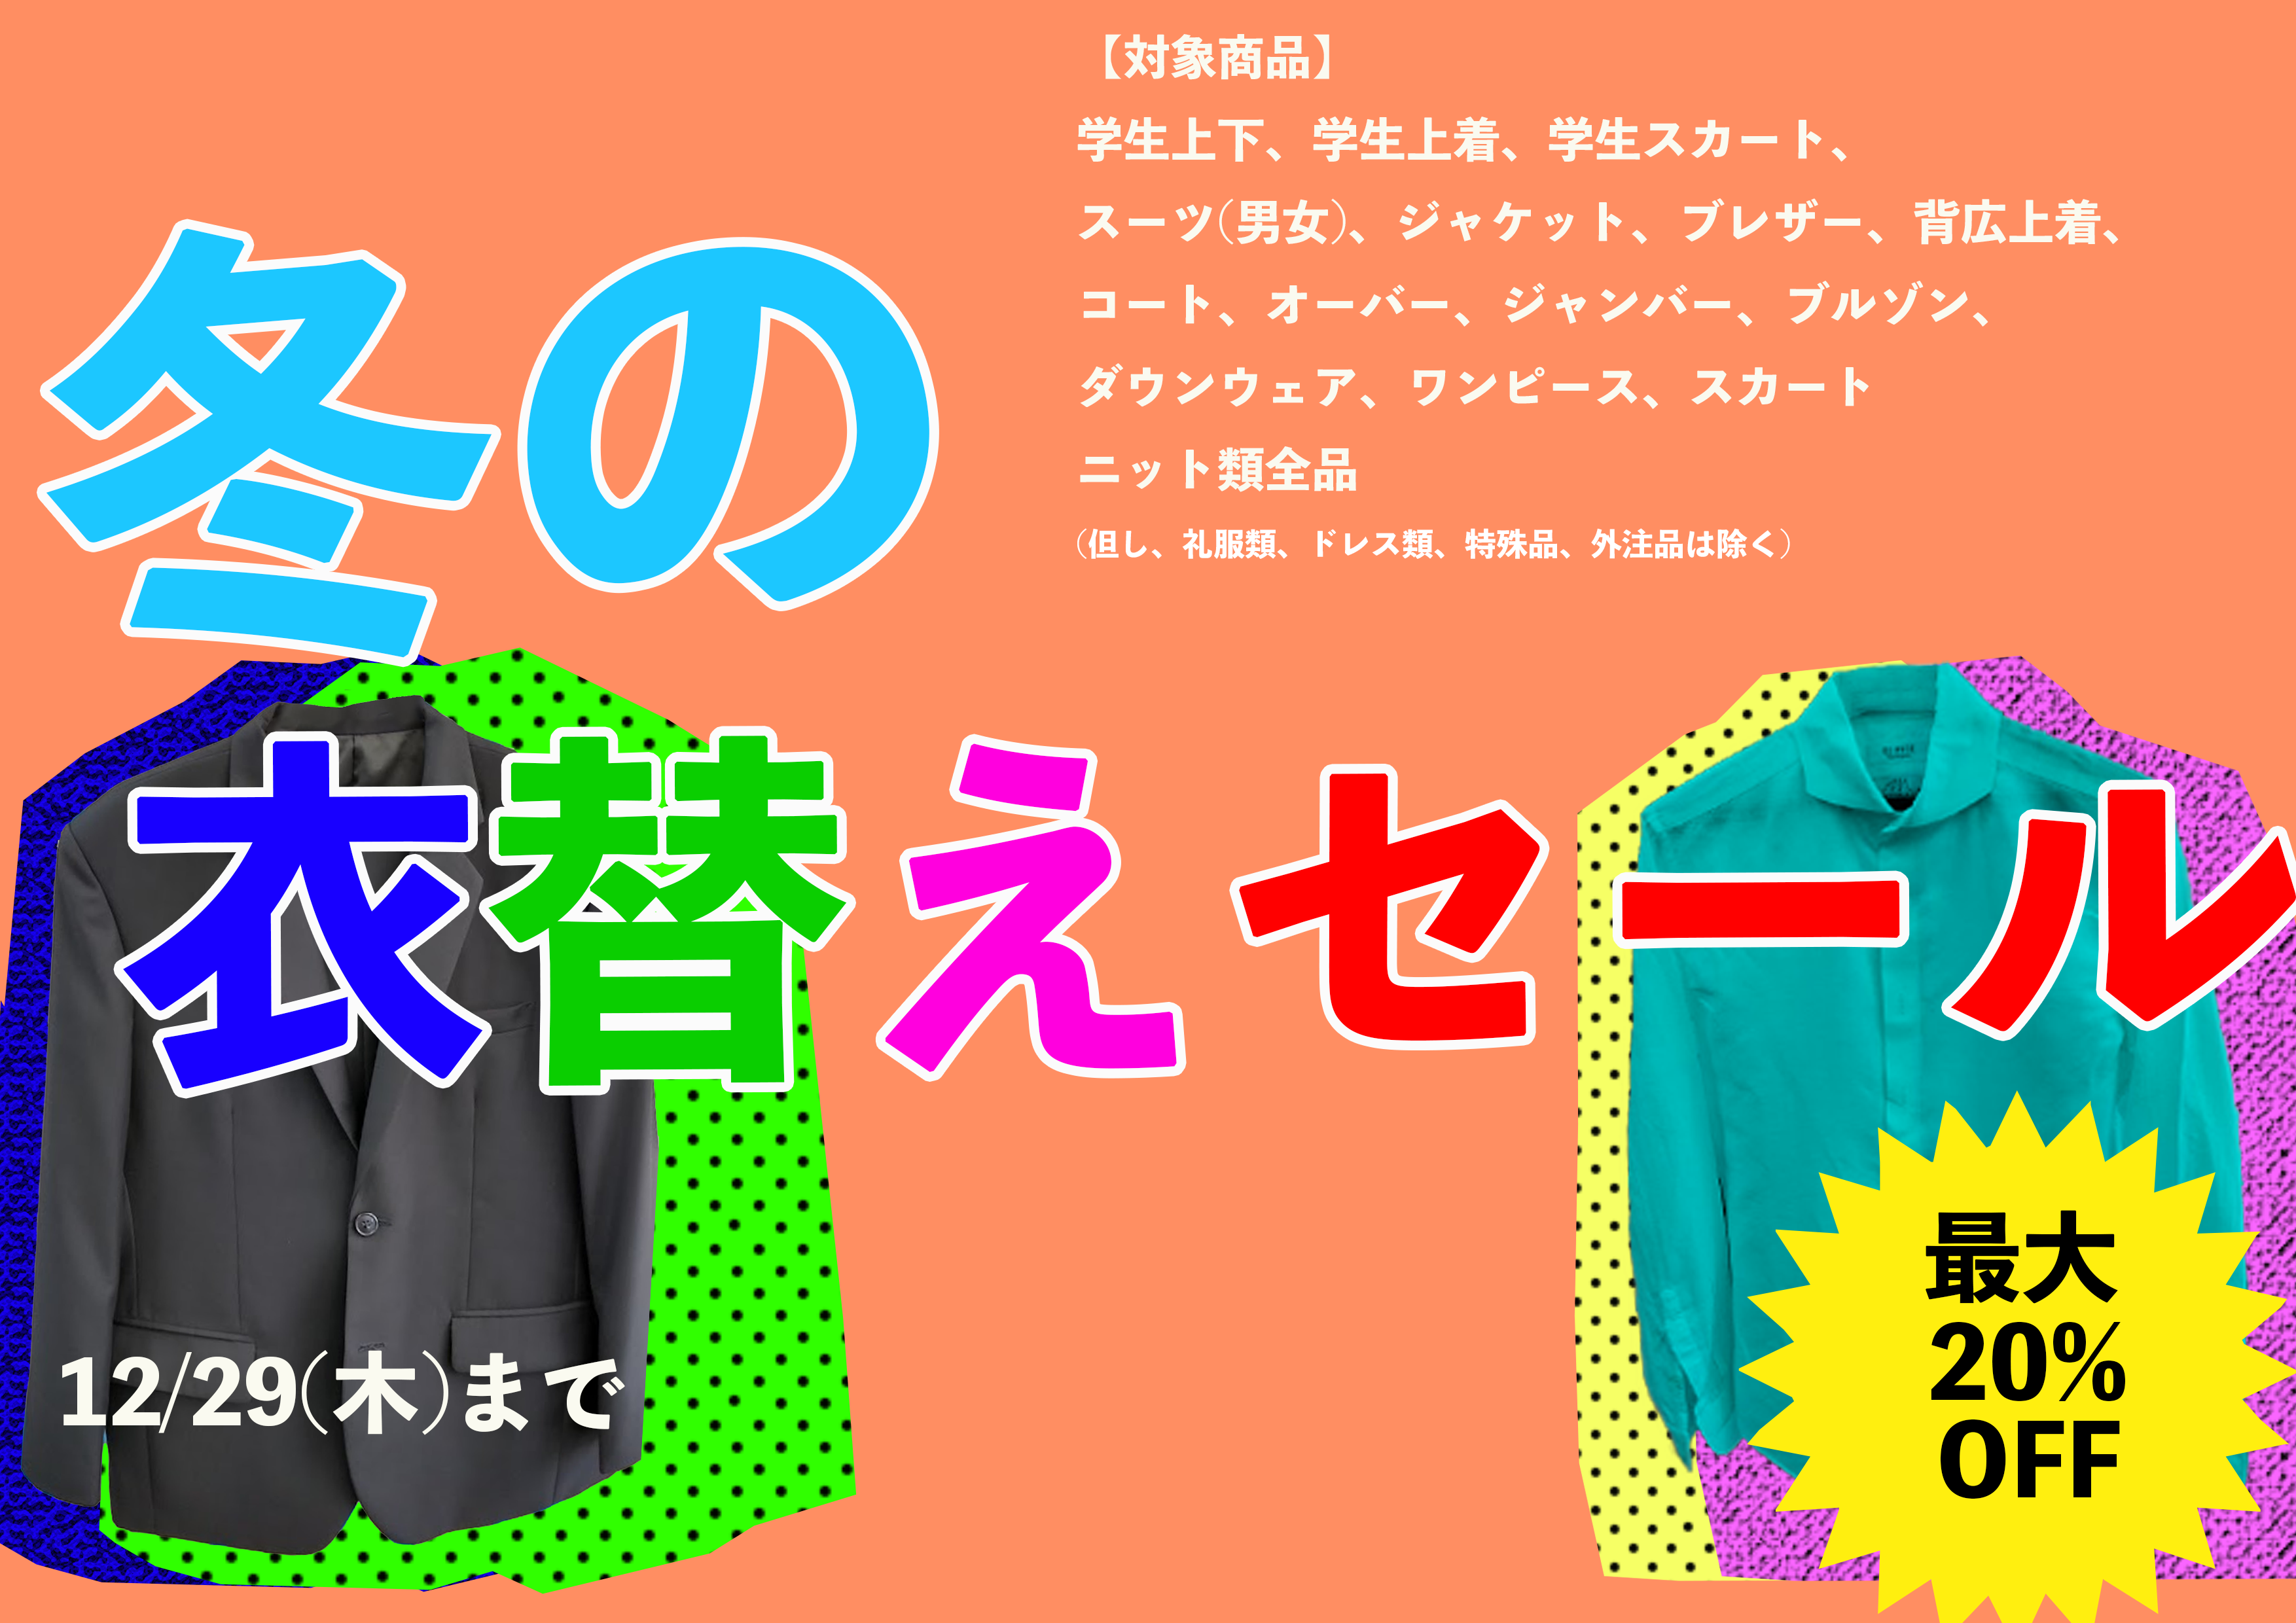 冬の
衣替えセール
【対象商品】
学生上下、学生上着、学生スカート、
スーツ(男女)、ジャケット、ブレザー、背広上着、
コート、オーバー、ジャンバー、ブルゾン、
ダウンウェア、ワンピース、スカート
ニット類全品
(但し、礼服類、ドレス類、特殊品、外注品は除く)
12/29(木)まで
最大
20%
OFF